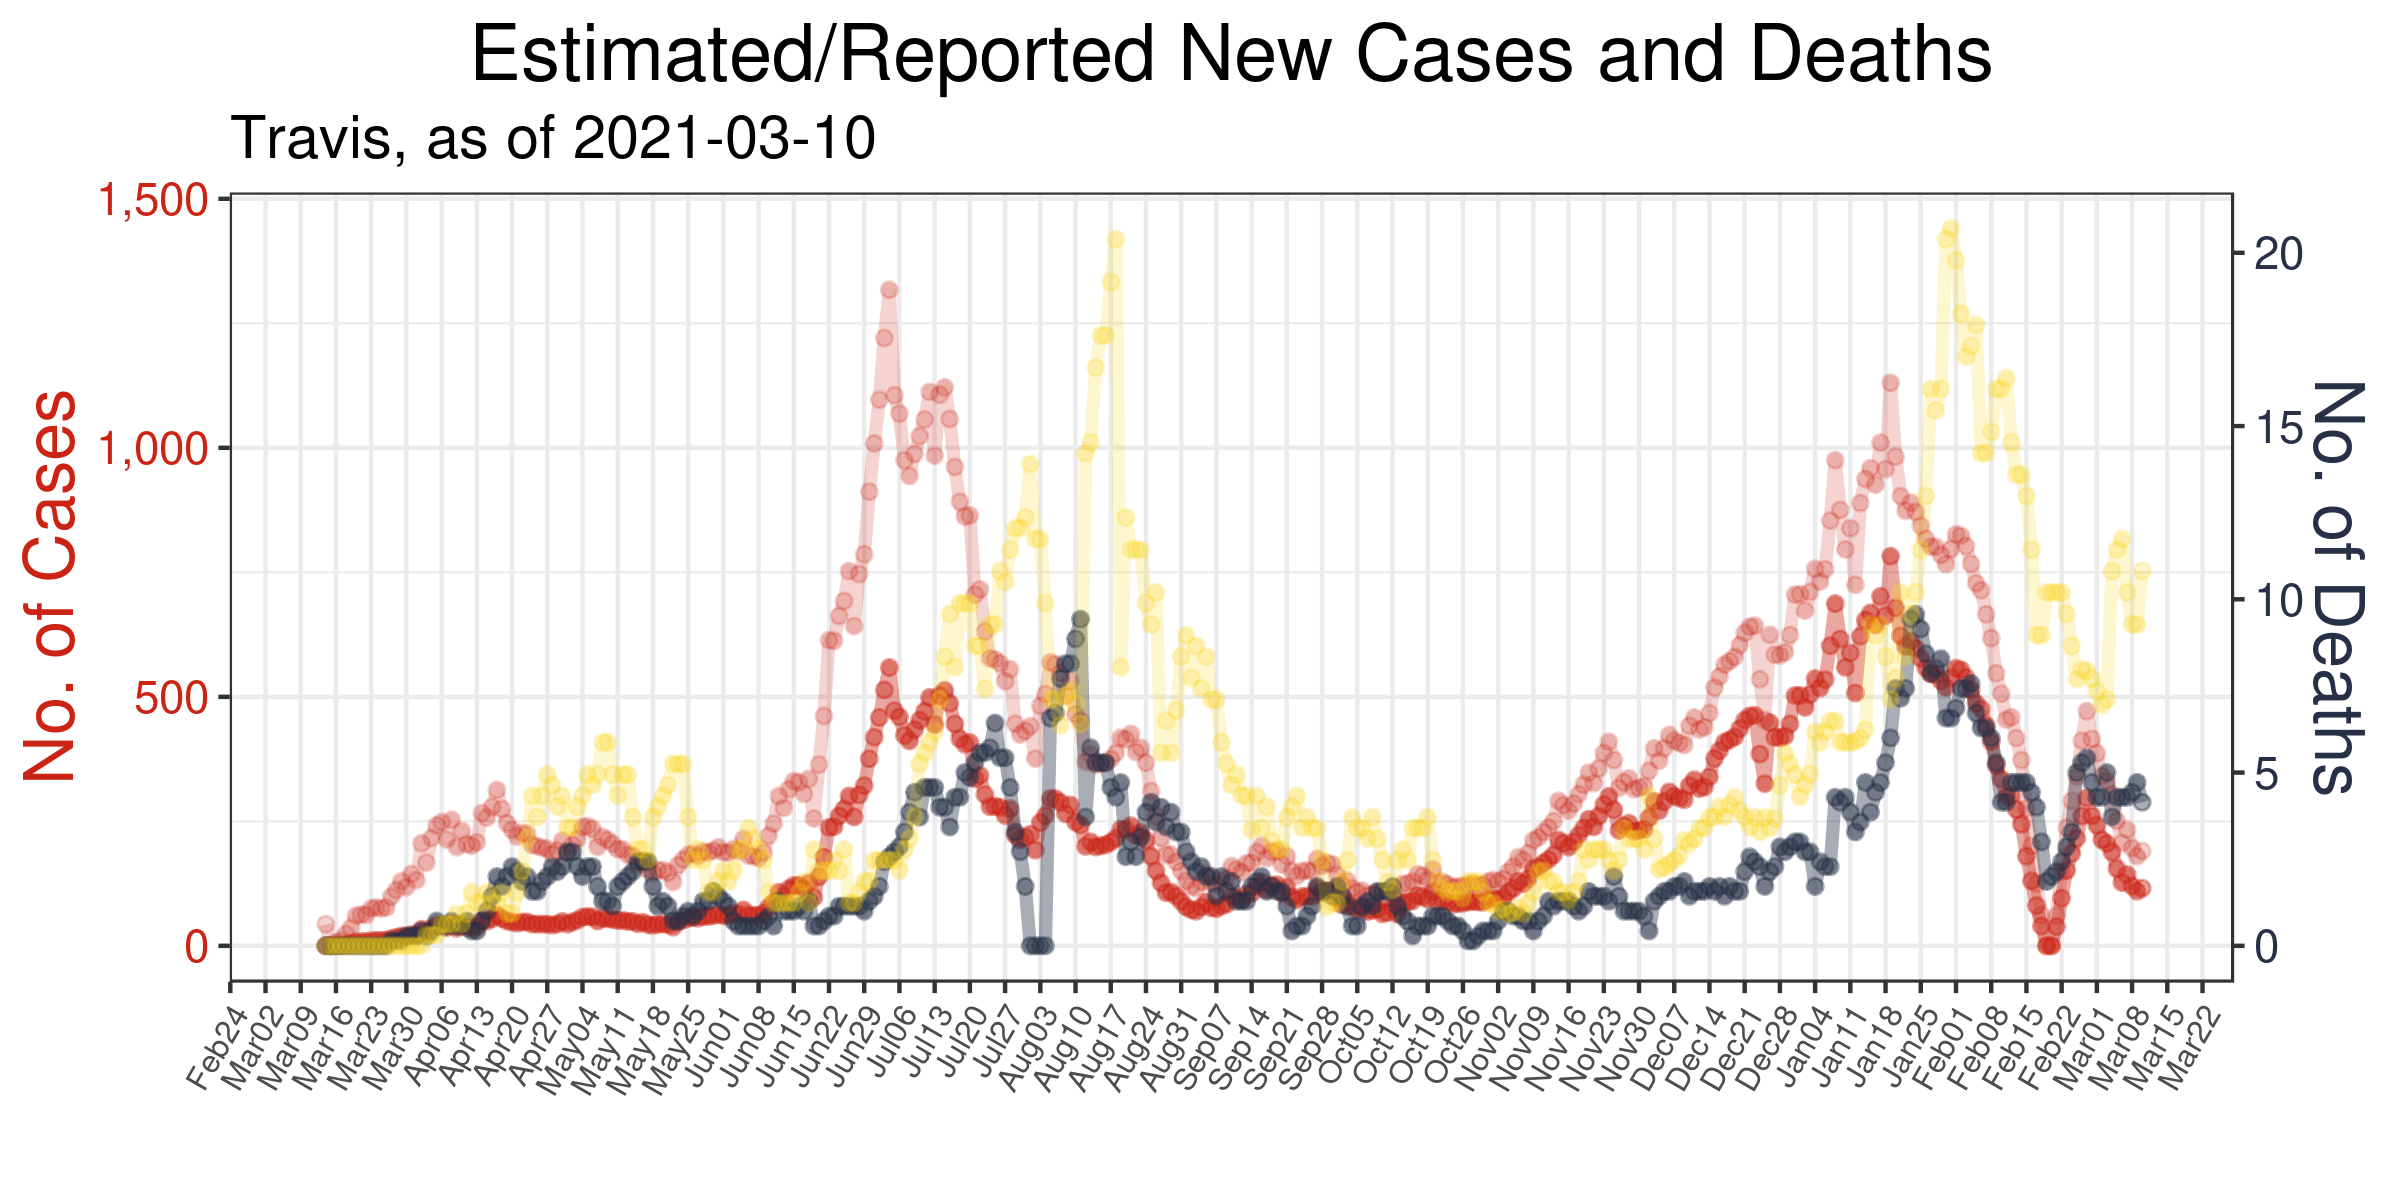 Estimated/Reported New Cases and Deaths
Travis, as of 2021-03-10
No. of Cases
1,500
1,000
500
0
No. of Deaths
20
15
10
5
0
Feb24
Mar02
Mar09
Mar16
Mar23
Mar30
Apr06
Apr13
Apr20
Apr27
May04
May11
May18
May25
Jun01
Jun08
Jun15
Jun22
Jun29
Jul06
Jul13
Jul20
Jul27
Aug03
Aug10
Aug17
Aug24
Aug31
Sep07
Sep14
Sep21
Sep28
Oct05
Oct12
Oct19
Oct26
Nov02
Nov09
Nov16
Nov23
Nov30
Dec07
Dec14
Dec21
Dec28
Jan04
Jan11
Jan18
Jan25
Feb01
Feb08
Feb15
Feb22
Mar01
Mar08
Mar15
Mar22